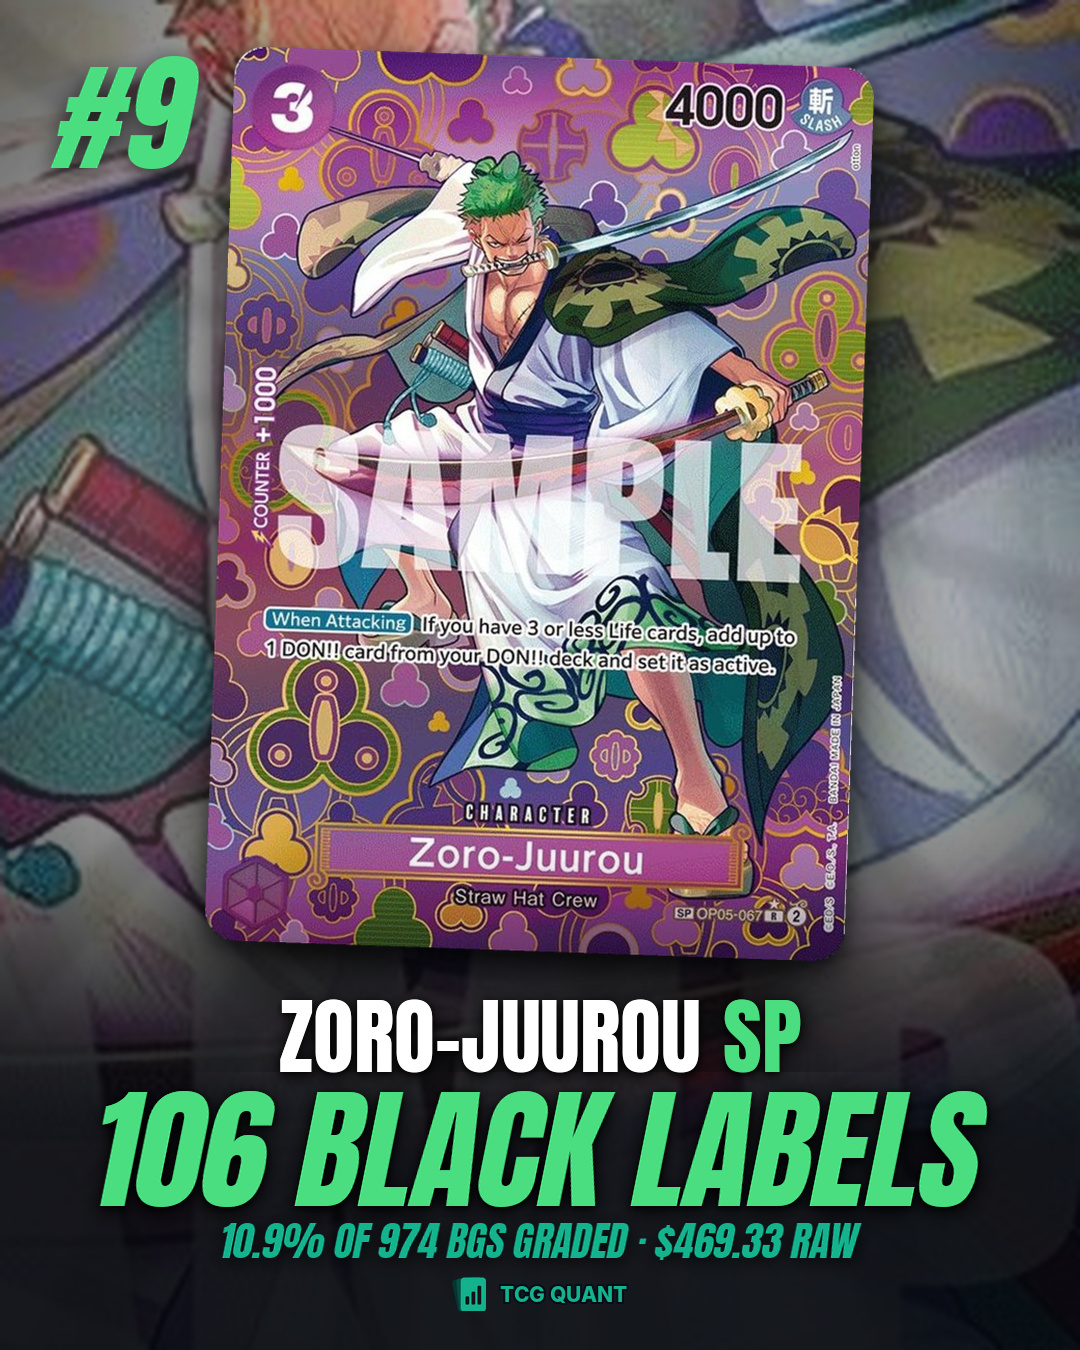 #9
3
4000
斬
SLASH
otton
COUNTER +1000
SAMPLE
When Attacking If you have 3 or less Life cards, add up to
1 DON!! card from your DON!! deck and set it as active.
CHARACTER
Zoro-Juurou
Straw Hat Crew
SP OP05-067 R 2
©E.O./S., T.A. BANDAI MADE IN JAPAN
ZORO-JUUROU SP
106 BLACK LABELS
10.9% OF 974 BGS GRADED · $469.33 RAW
TCG QUANT